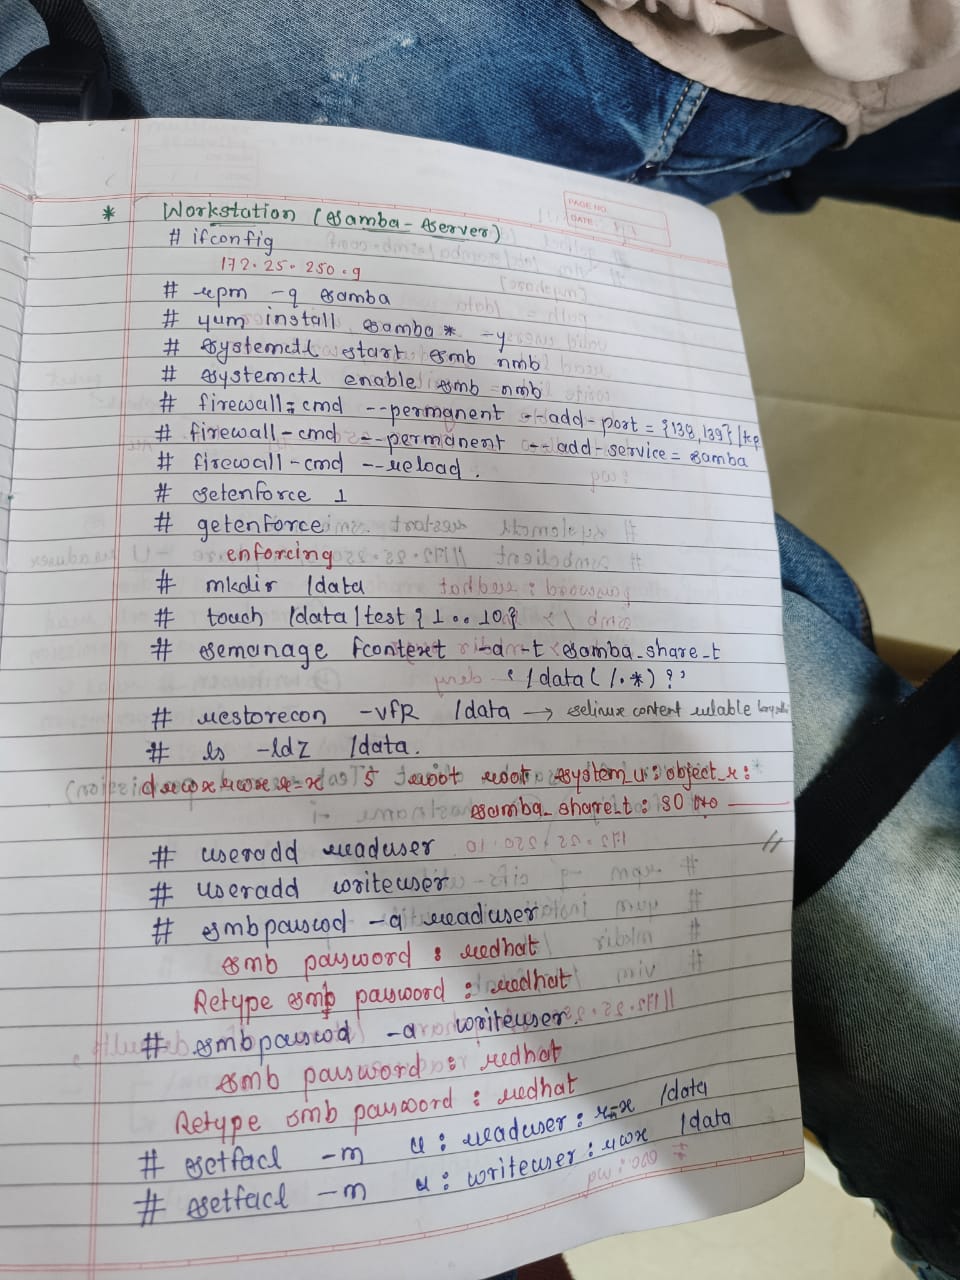 PAGE NO.
DATE
* Workstation (samba-server)
# ifconfig
172.25.250.9
# rpm -q samba
# yum install samba* -y
# systemctl start smb nmb
# systemctl enable smb nmb
# firewall-cmd --permanent --add-port={138,139}/tcp
# firewall-cmd --permanent --add-service=samba
# firewall-cmd --reload.
# setenforce 1
# getenforce
enforcing
# mkdir /data
# touch /data/test{1..10}
# semanage fcontext -a -t samba_share_t
'/data(/.*)?'
# restorecon -vfR /data → selinux content
# ls -ldZ /data.
drwxrwxr-x 5 root root system_u:object_r:
samba_share_t:s0
# useradd readuser
# useradd writeuser
# smbpasswd -a readuser
smb password : redhat
Retype smb password : redhat
# smbpasswd -a writeuser
smb password : redhat
Retype smb password : redhat
# setfacl -m u:readuser:r-x /data
# setfacl -m u:writeuser:rwx /data